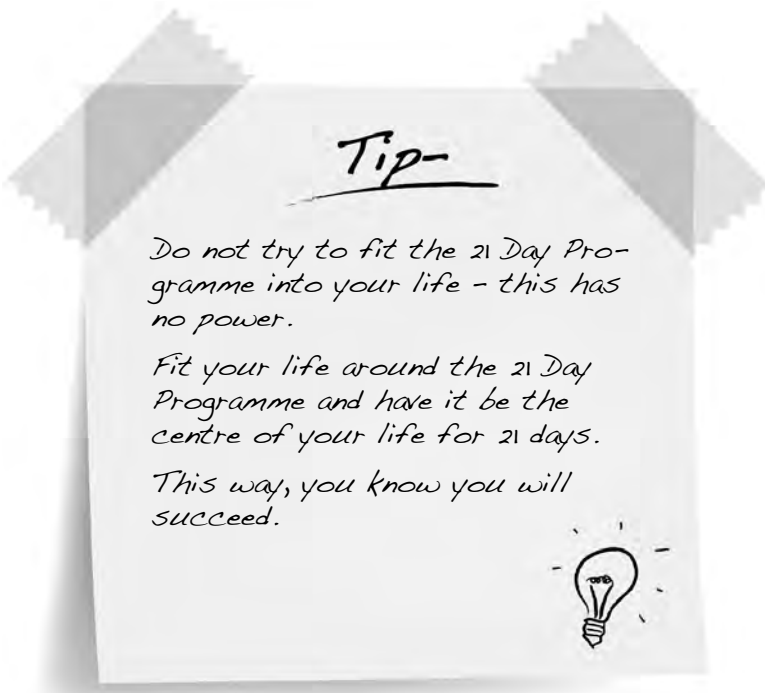 Tip-
Do not try to fit the 21 Day Pro-
gramme into your life - this has
no power.
Fit your life around the 21 Day
Programme and have it be the
centre of your life for 21 days.
This way, you know you will
succeed.